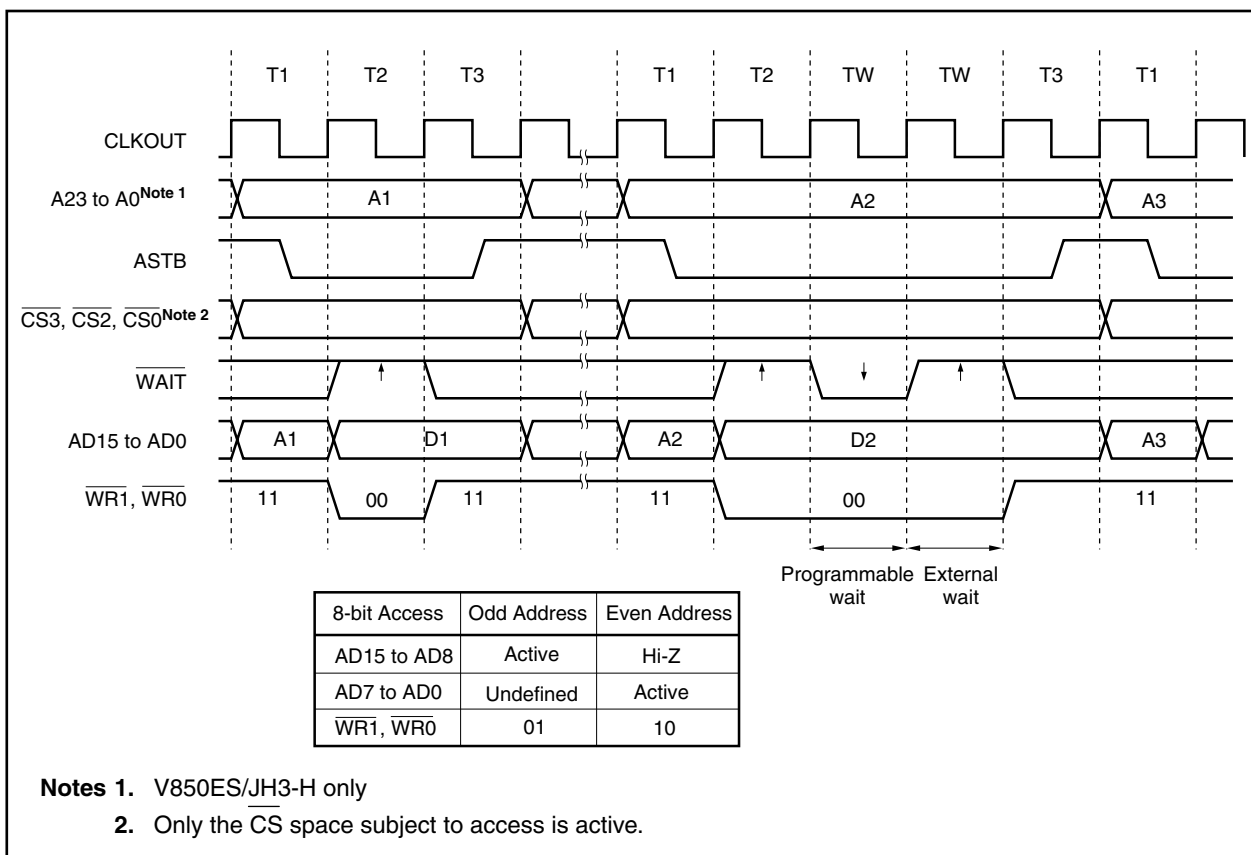 T1 T2 T3 T1 T2 TW TW T3 T1
CLKOUT
A23 to A0Note 1 A1 A2 A3
ASTB
CS3, CS2, CS0Note 2
WAIT
AD15 to AD0 A1 D1 A2 D2 A3
WR1, WR0 11 00 11 11 00 11
Programmable wait External wait
8-bit Access Odd Address Even Address
AD15 to AD8 Active Hi-Z
AD7 to AD0 Undefined Active
WR1, WR0 01 10
Notes 1. V850ES/JH3-H only
2. Only the CS space subject to access is active.